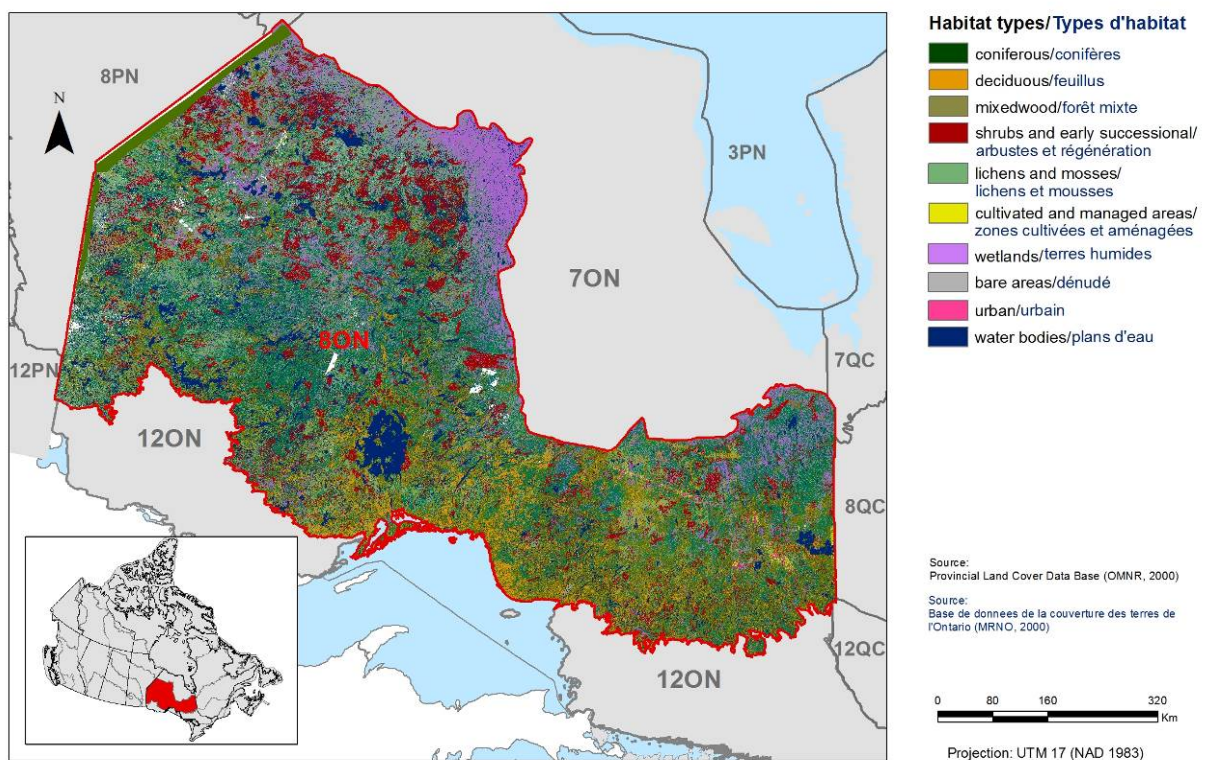 8PN
N
3PN
7ON
8ON
12PN
7QC
12ON
8QC
12QC
12ON
Habitat types/Types d'habitat
coniferous/conifères
deciduous/feuillus
mixedwood/forêt mixte
shrubs and early successional/
arbustes et régénération
lichens and mosses/
lichens et mousses
cultivated and managed areas/
zones cultivées et aménagées
wetlands/terres humides
bare areas/dénudé
urban/urbain
water bodies/plans d'eau
Source:
Provincial Land Cover Data Base (OMNR, 2000)
Source:
Base de donnees de la couverture des terres de
l'Ontario (MRNO, 2000)
0 80 160 320
Km
Projection: UTM 17 (NAD 1983)